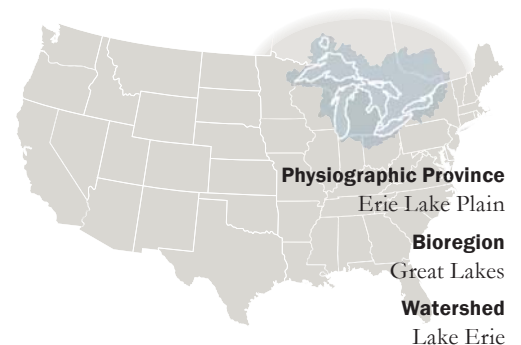 Physiographic Province
Erie Lake Plain
Bioregion
Great Lakes
Watershed
Lake Erie